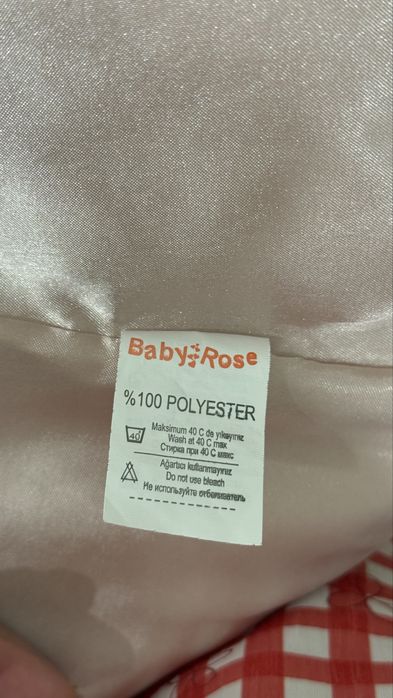 Baby Rose
%100 POLYESTER
40
Maksimum 40 C de yıkayınız
Wash at 40 C max
Стирка при 40 С макс
Ağartıcı kullanmayınız
Do not use bleach
Не используйте отбеливатель